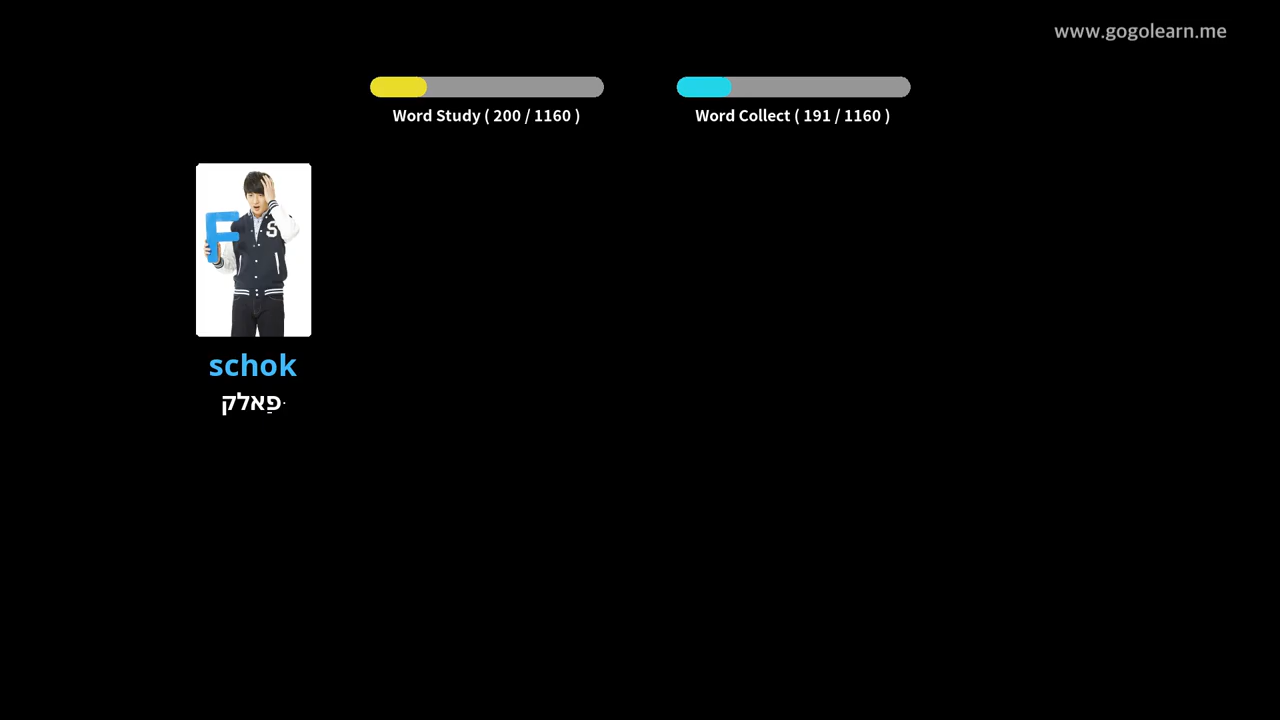 www.gogolearn.me
Word Study ( 200 / 1160 )
Word Collect ( 191 / 1160 )
F
S
schok
פַאלק